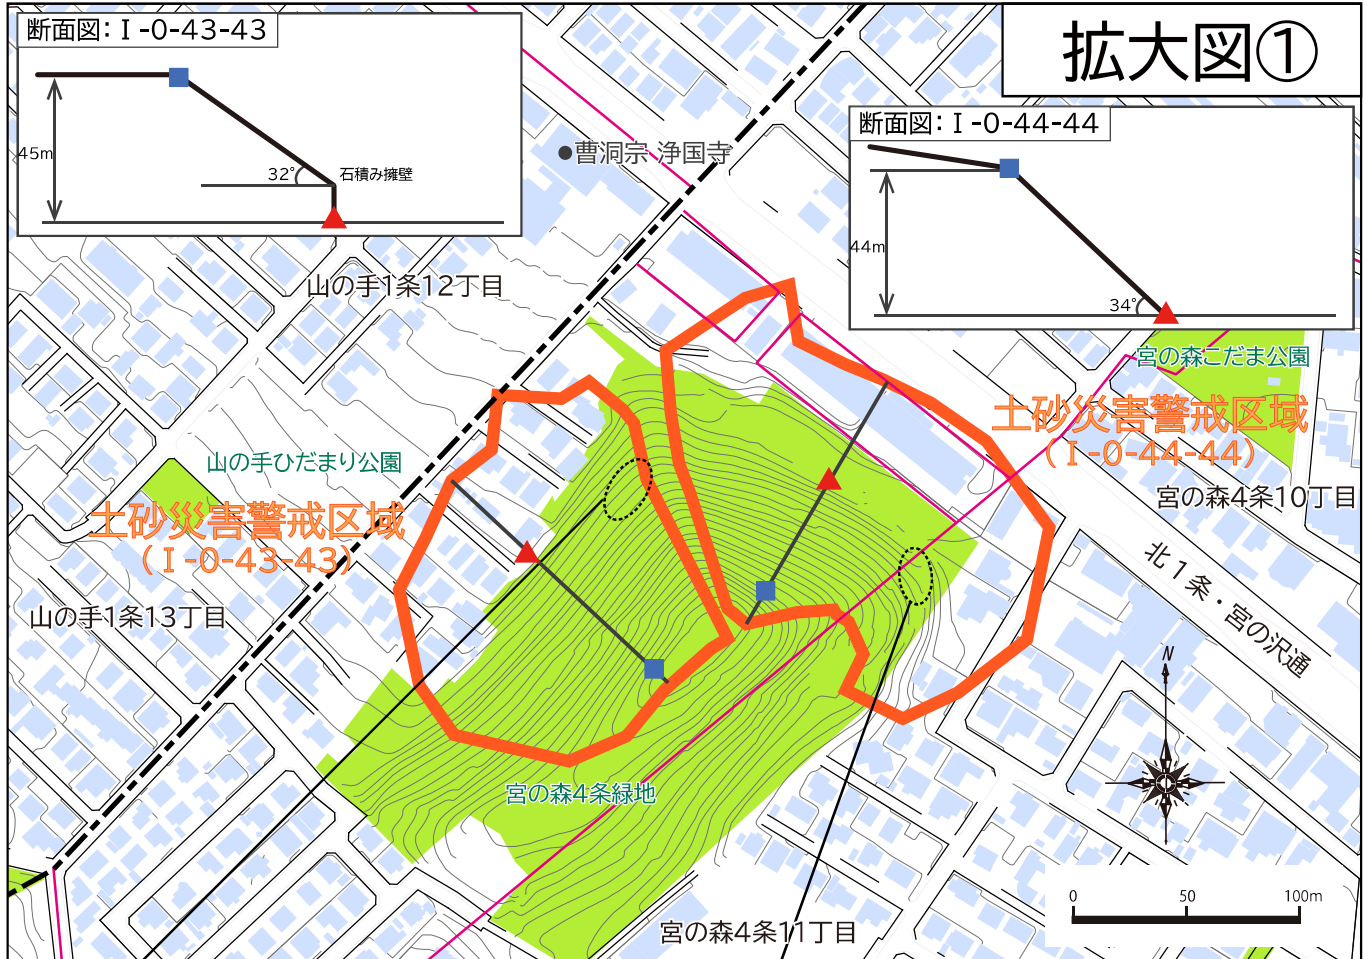 断面図：Ⅰ-0-43-43
45m
32°
石積み擁壁
拡大図①
断面図：Ⅰ-0-44-44
44m
34°
曹洞宗 浄国寺
山の手1条12丁目
宮の森こだま公園
土砂災害警戒区域
（Ⅰ-0-44-44）
山の手ひだまり公園
宮の森4条10丁目
土砂災害警戒区域
（Ⅰ-0-43-43）
北1条・宮の沢通
山の手1条13丁目
N
宮の森4条緑地
宮の森4条11丁目
0 50 100m